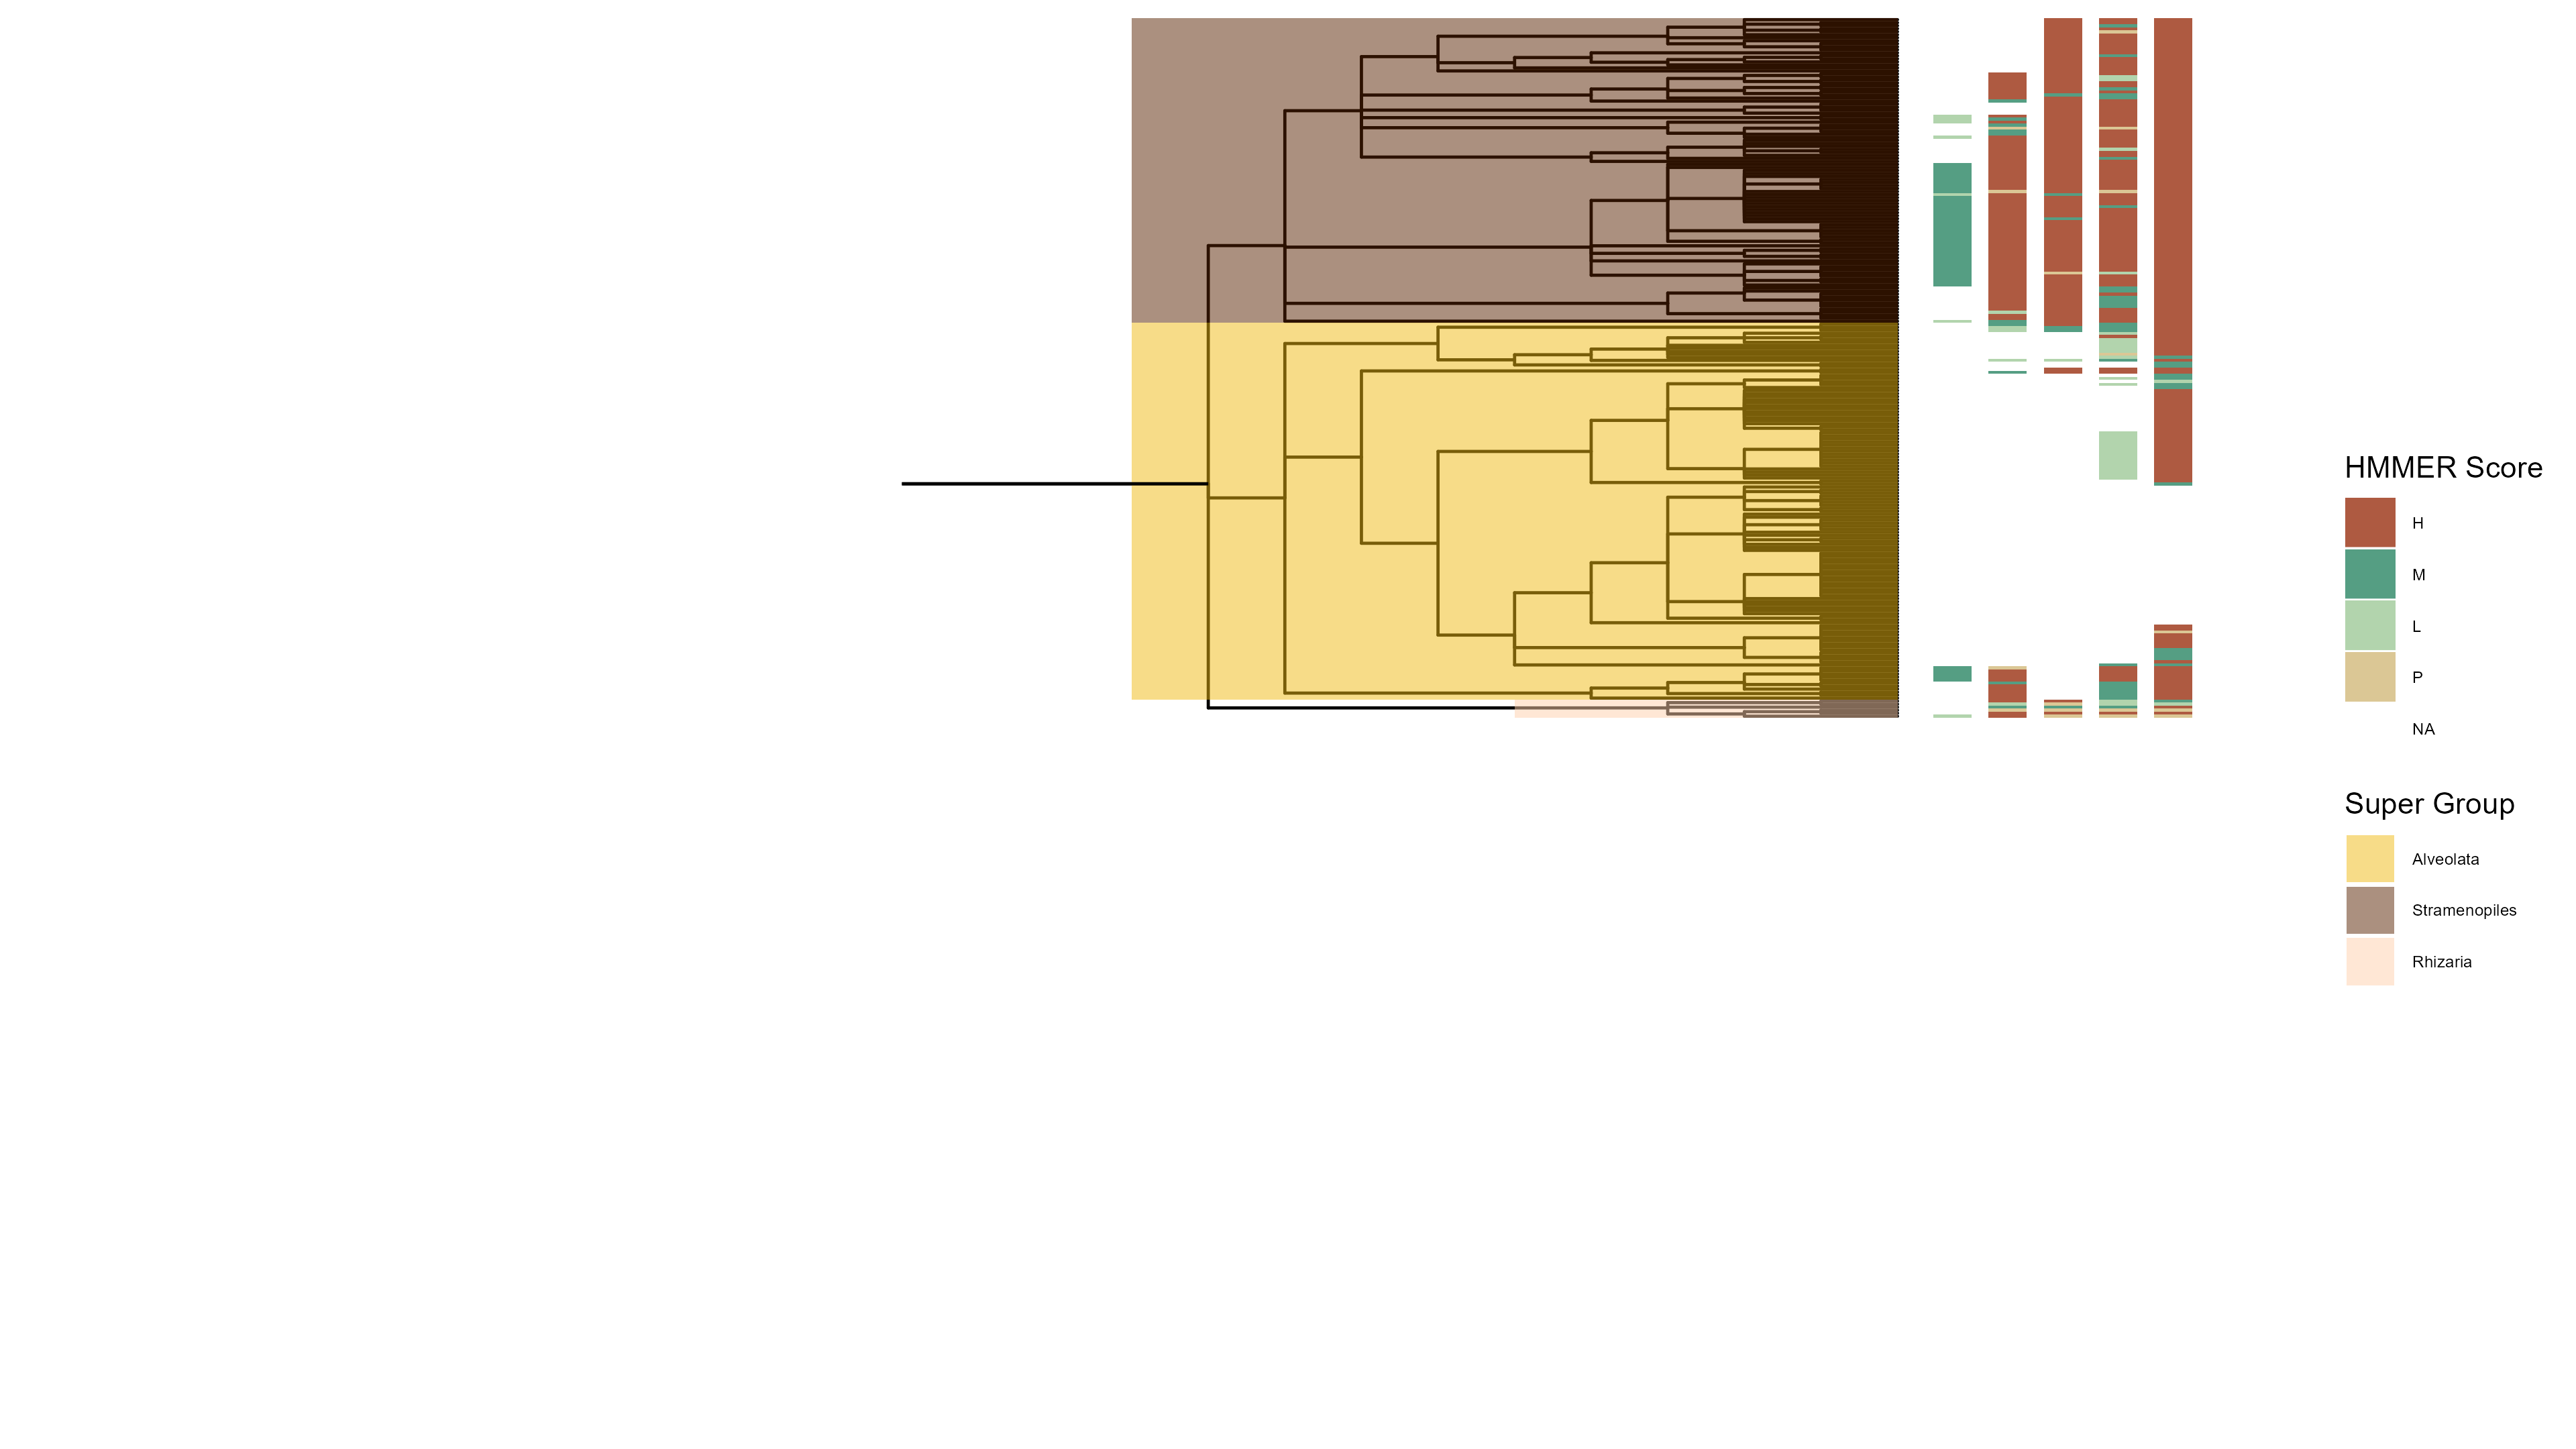 HMMER Score
H
M
L
P
NA
Super Group
Alveolata
Stramenopiles
Rhizaria